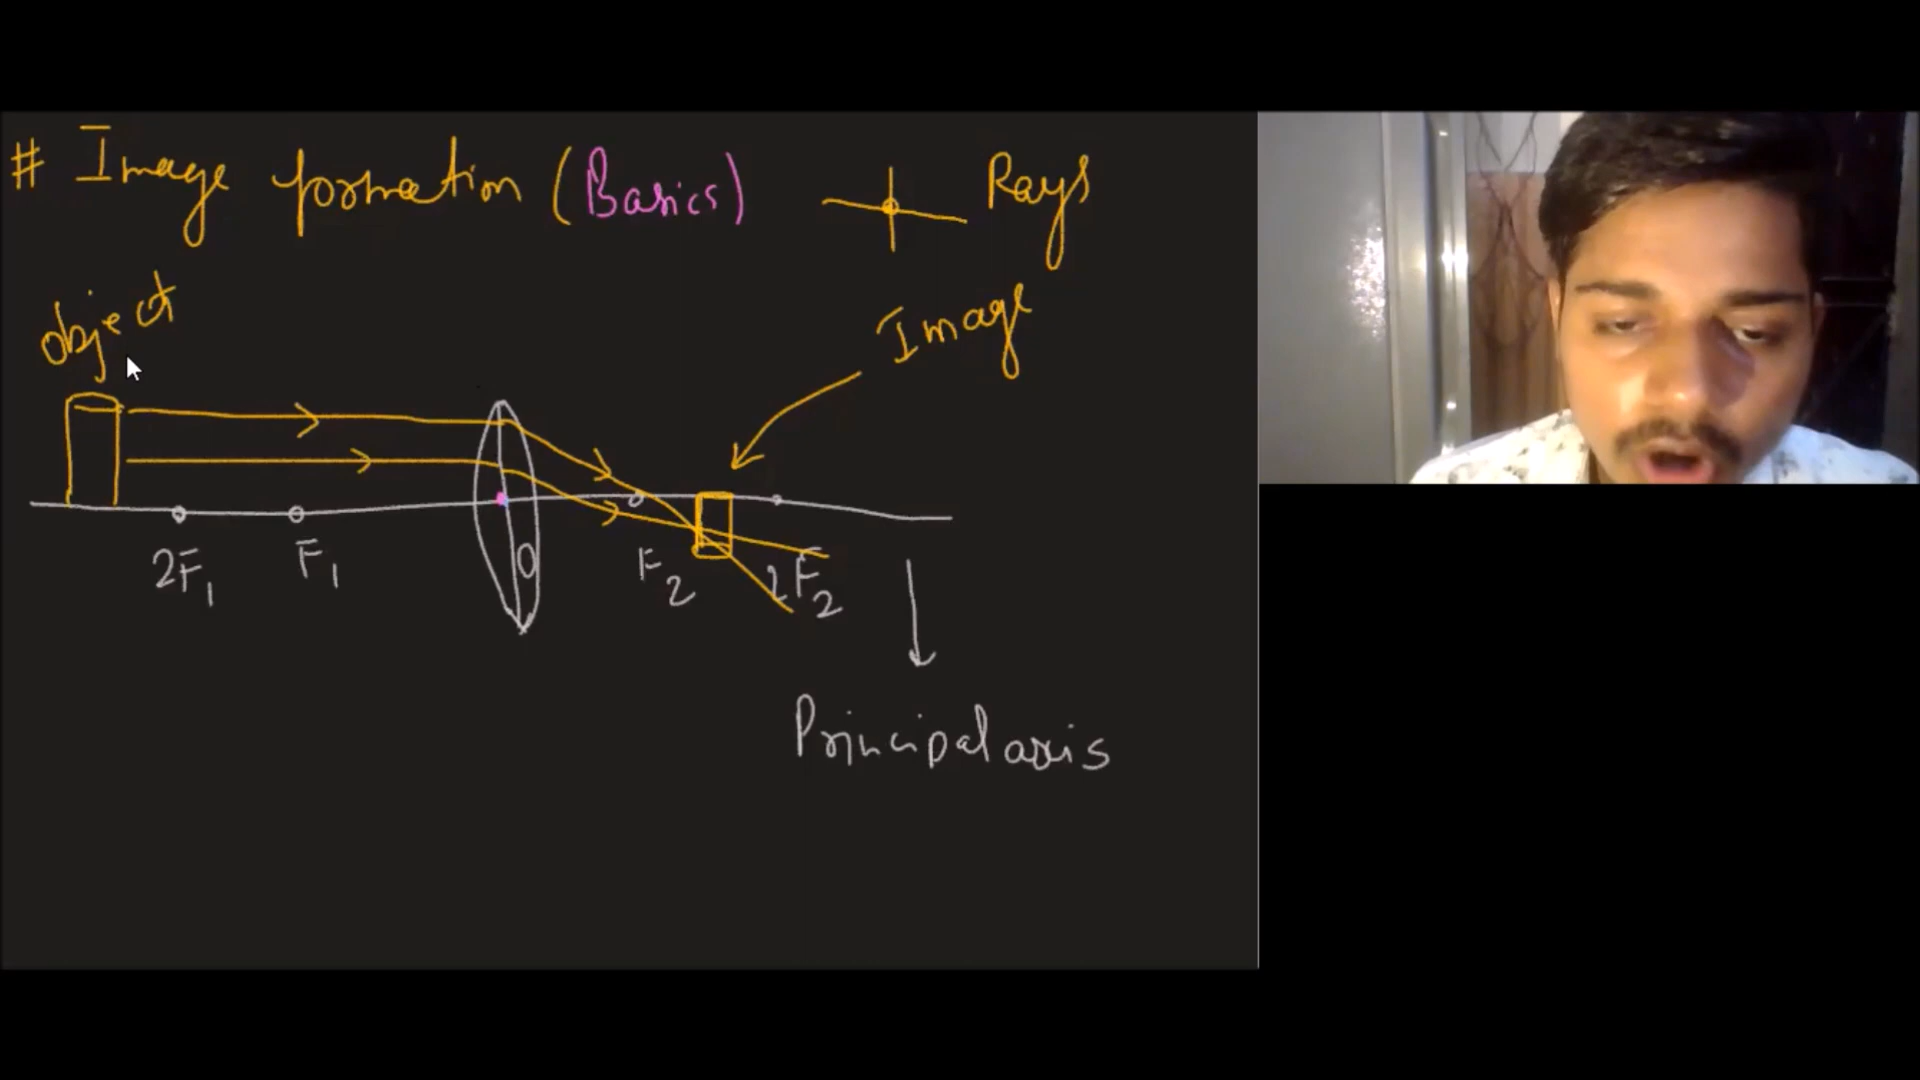 # Image formation (Basics)
Rays
object
Image
2F₁
F₁
O
F₂
2F₂
Principal axis